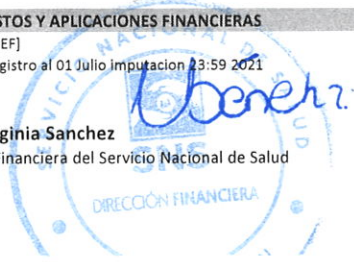 STOS Y APLICACIONES FINANCIERAS
EF]
gistro al 01 Julio imputacion 23:59 2021
ginia Sanchez
inanciera del Servicio Nacional de Salud
SNS
DIRECCIÓN FINANCIERA